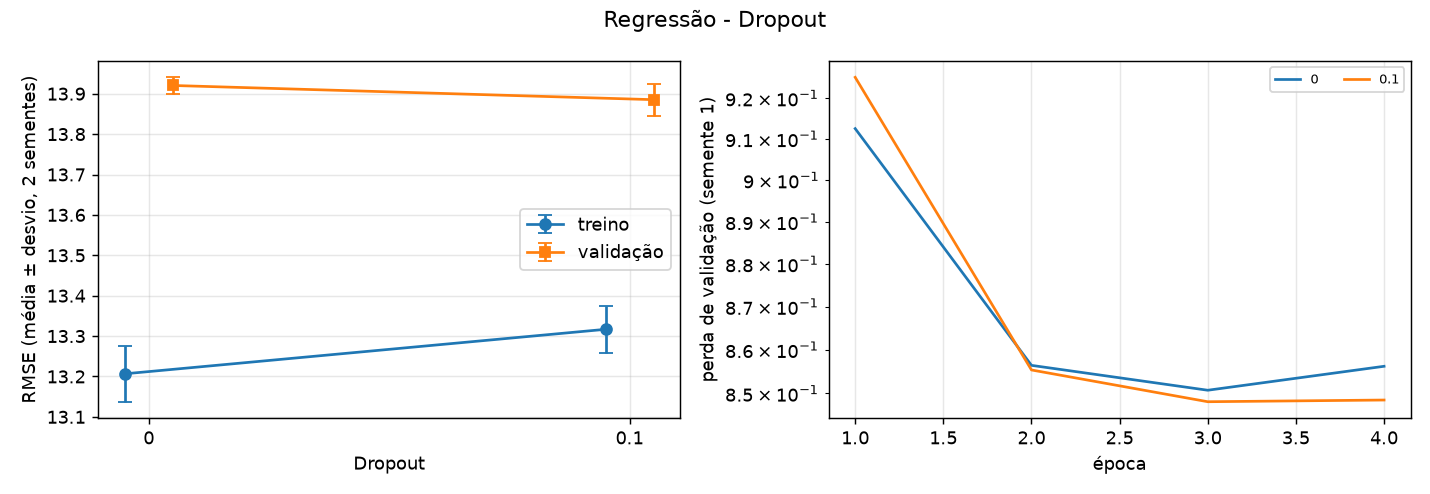 Regressão - Dropout
RMSE (média ± desvio, 2 sementes)
13.9
13.8
13.7
13.6
13.5
13.4
13.3
13.2
13.1
0
0.1
Dropout
treino
validação
perda de validação (semente 1)
9.2 × 10⁻¹
9.1 × 10⁻¹
9 × 10⁻¹
8.9 × 10⁻¹
8.8 × 10⁻¹
8.7 × 10⁻¹
8.6 × 10⁻¹
8.5 × 10⁻¹
1.0 1.5 2.0 2.5 3.0 3.5 4.0
época
0 0.1